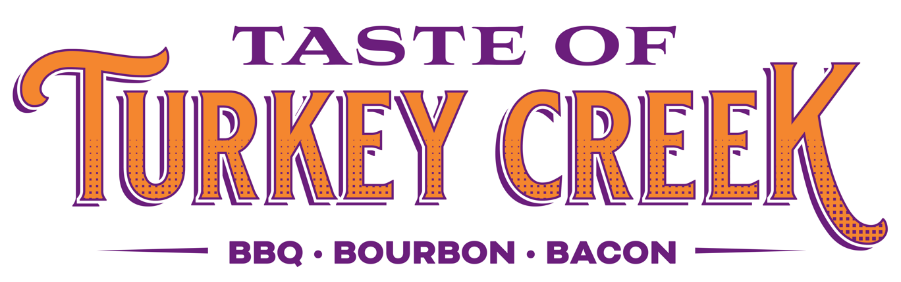 TASTE OF
TURKEY CREEK
BBQ • BOURBON • BACON